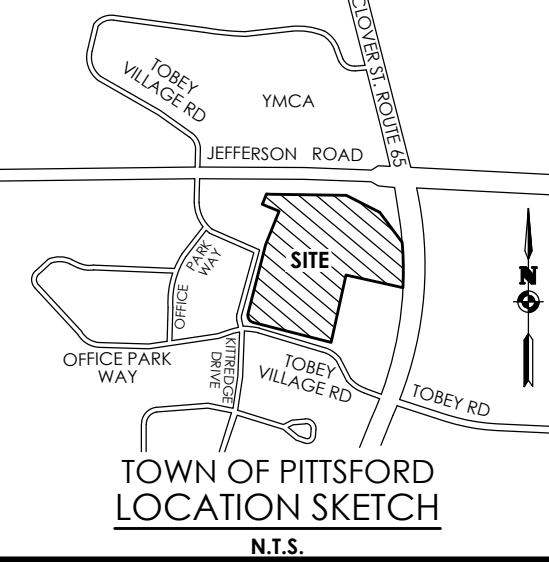 CLOVER ST. ROUTE 65
TOBEY
VILLAGE RD
YMCA
JEFFERSON ROAD
OFFICE PARK
WAY
SITE
N
OFFICE PARK
WAY
KITTREDGE
DRIVE
TOBEY
VILLAGE RD
TOBEY RD
TOWN OF PITTSFORD
LOCATION SKETCH
N.T.S.